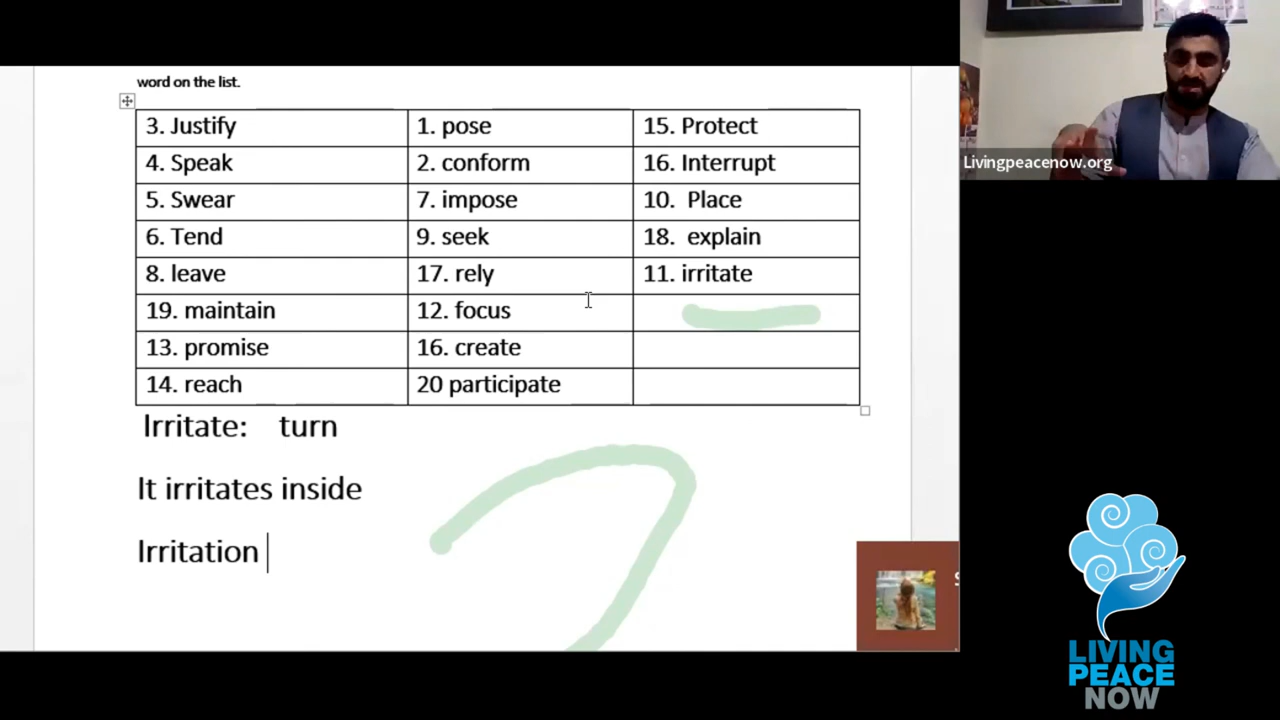 word on the list.
3. Justify 1. pose 15. Protect
4. Speak 2. conform 16. Interrupt
5. Swear 7. impose 10. Place
6. Tend 9. seek 18. explain
8. leave 17. rely 11. irritate
19. maintain 12. focus
13. promise 16. create
14. reach 20 participate
Irritate: turn
It irritates inside
Irritation
Livingpeacenow.org
LIVING
PEACE
NOW